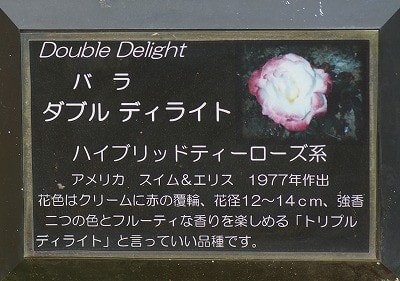 Double Delight
バ ラ
ダブル ディライト
ハイブリッドティーローズ系
アメリカ スイム&エリス 1977年作出
花色はクリームに赤の覆輪、花径12〜14cm、強香
二つの色とフルーティな香りを楽しめる「トリプル
ディライト」と言っていい品種です。